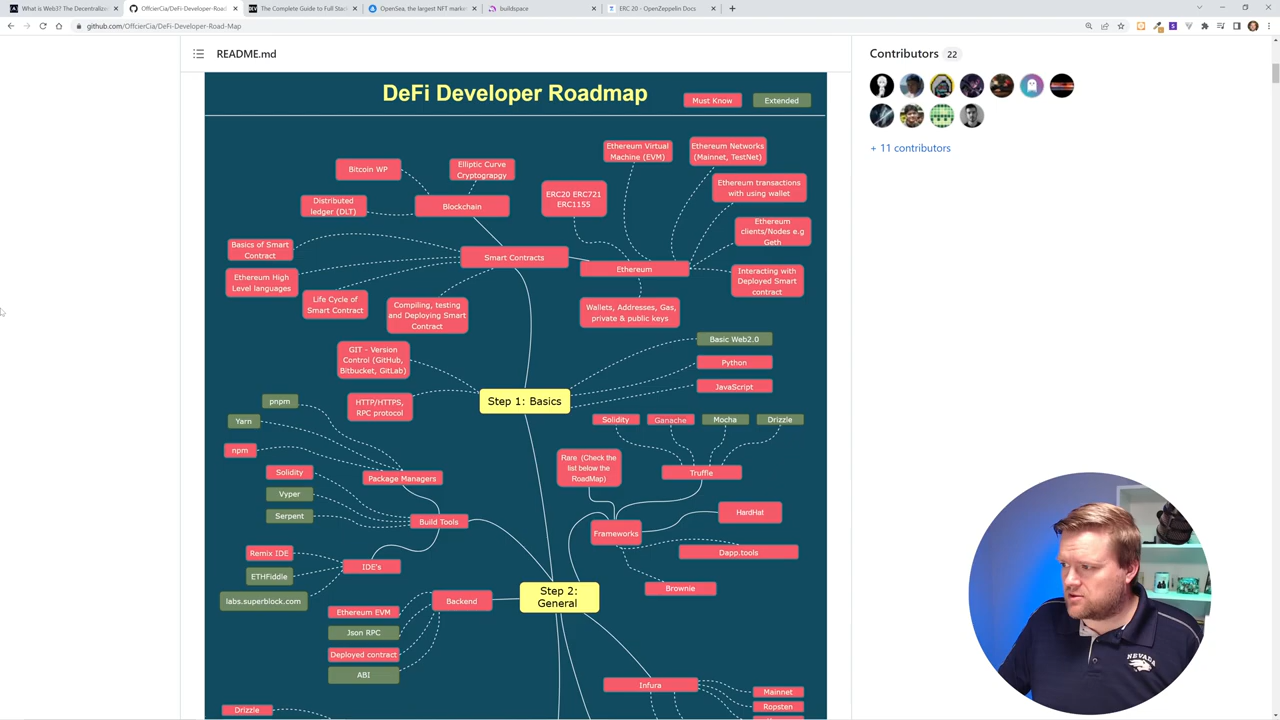 What is Web3? The Decentraliz
OffcierCia/DeFi-Developer-Road
The Complete Guide to Full Sta
OpenSea, the largest NFT market
buildspace
ERC 20 - OpenZeppelin Docs
github.com/OffcierCia/DeFi-Developer-Road-Map
README.md
DeFi Developer Roadmap
Must Know
Extended
Contributors 22
+ 11 contributors
Bitcoin WP
Elliptic Curve
Cryptograpgy
Distributed
ledger (DLT)
Blockchain
Ethereum Virtual
Machine (EVM)
Ethereum Networks
(Mainnet, TestNet)
ERC20 ERC721
ERC1155
Ethereum transactions
with using wallet
Ethereum
clients/Nodes e.g
Geth
Basics of Smart
Contract
Smart Contracts
Ethereum
Interacting with
Deployed Smart
contract
Ethereum High
Level languages
Life Cycle of
Smart Contract
Compiling, testing
and Deploying Smart
Contract
Wallets, Addresses, Gas,
private & public keys
GIT - Version
Control (GitHub,
Bitbucket, GitLab)
HTTP/HTTPS,
RPC protocol
Step 1: Basics
Basic Web2.0
Python
JavaScript
pnpm
Yarn
npm
Package Managers
Solidity
Vyper
Serpent
Build Tools
Remix IDE
ETHFiddle
labs.superblock.com
IDE's
Solidity
Ganache
Mocha
Drizzle
Truffle
Rare (Check the
list below the
RoadMap)
HardHat
Frameworks
Dapp.tools
Brownie
Step 2:
General
Backend
Ethereum EVM
Json RPC
Deployed contract
ABI
Infura
Mainnet
Ropsten
Drizzle
NEVADA